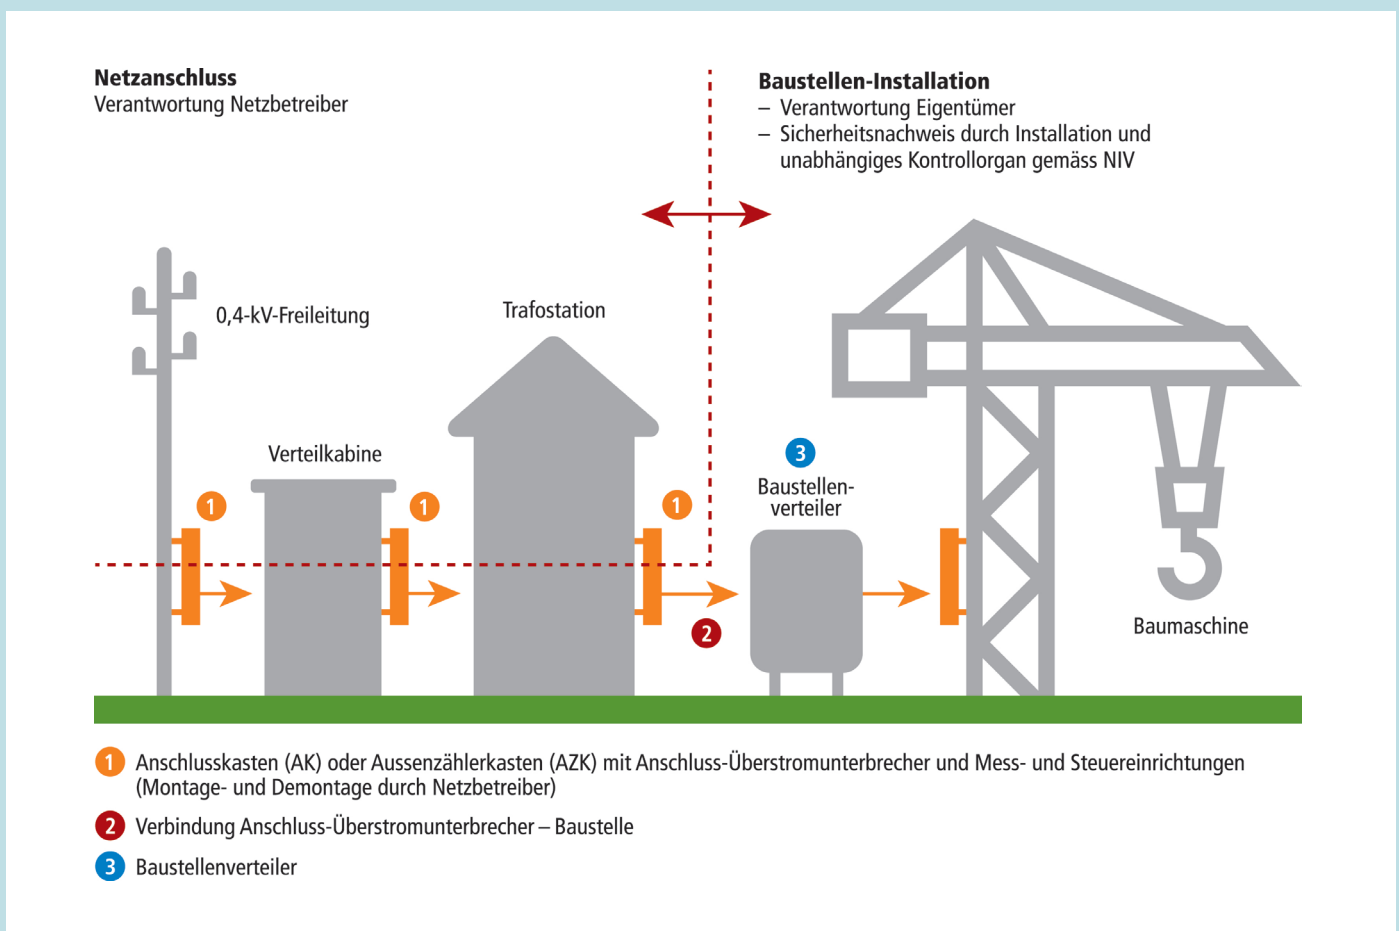 Netzanschluss
Verantwortung Netzbetreiber
Baustellen-Installation
– Verantwortung Eigentümer
– Sicherheitsnachweis durch Installation und
unabhängiges Kontrollorgan gemäss NIV
0,4-kV-Freileitung
Trafostation
Verteilkabine
1
1
1
3
Baustellen-
verteiler
2
Baumaschine
1 Anschlusskasten (AK) oder Aussenzählerkasten (AZK) mit Anschluss-Überstromunterbrecher und Mess- und Steuereinrichtungen
(Montage- und Demontage durch Netzbetreiber)
2 Verbindung Anschluss-Überstromunterbrecher – Baustelle
3 Baustellenverteiler